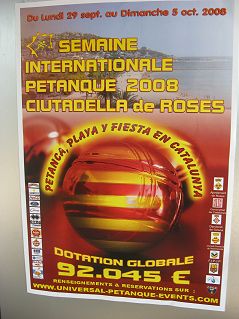 Du Lundi 29 sept. au Dimanche 5 oct. 2008
SEMAINE
INTERNATIONALE
PETANQUE 2008
CIUTADELLA de ROSES
PETANCA, PLAYA Y FIESTA EN CATALUNYA
DOTATION GLOBALE
92.045 €
RENSEIGNEMENTS & RESERVATIONS SUR :
WWW.UNIVERSAL-PETANQUE-EVENTS.COM